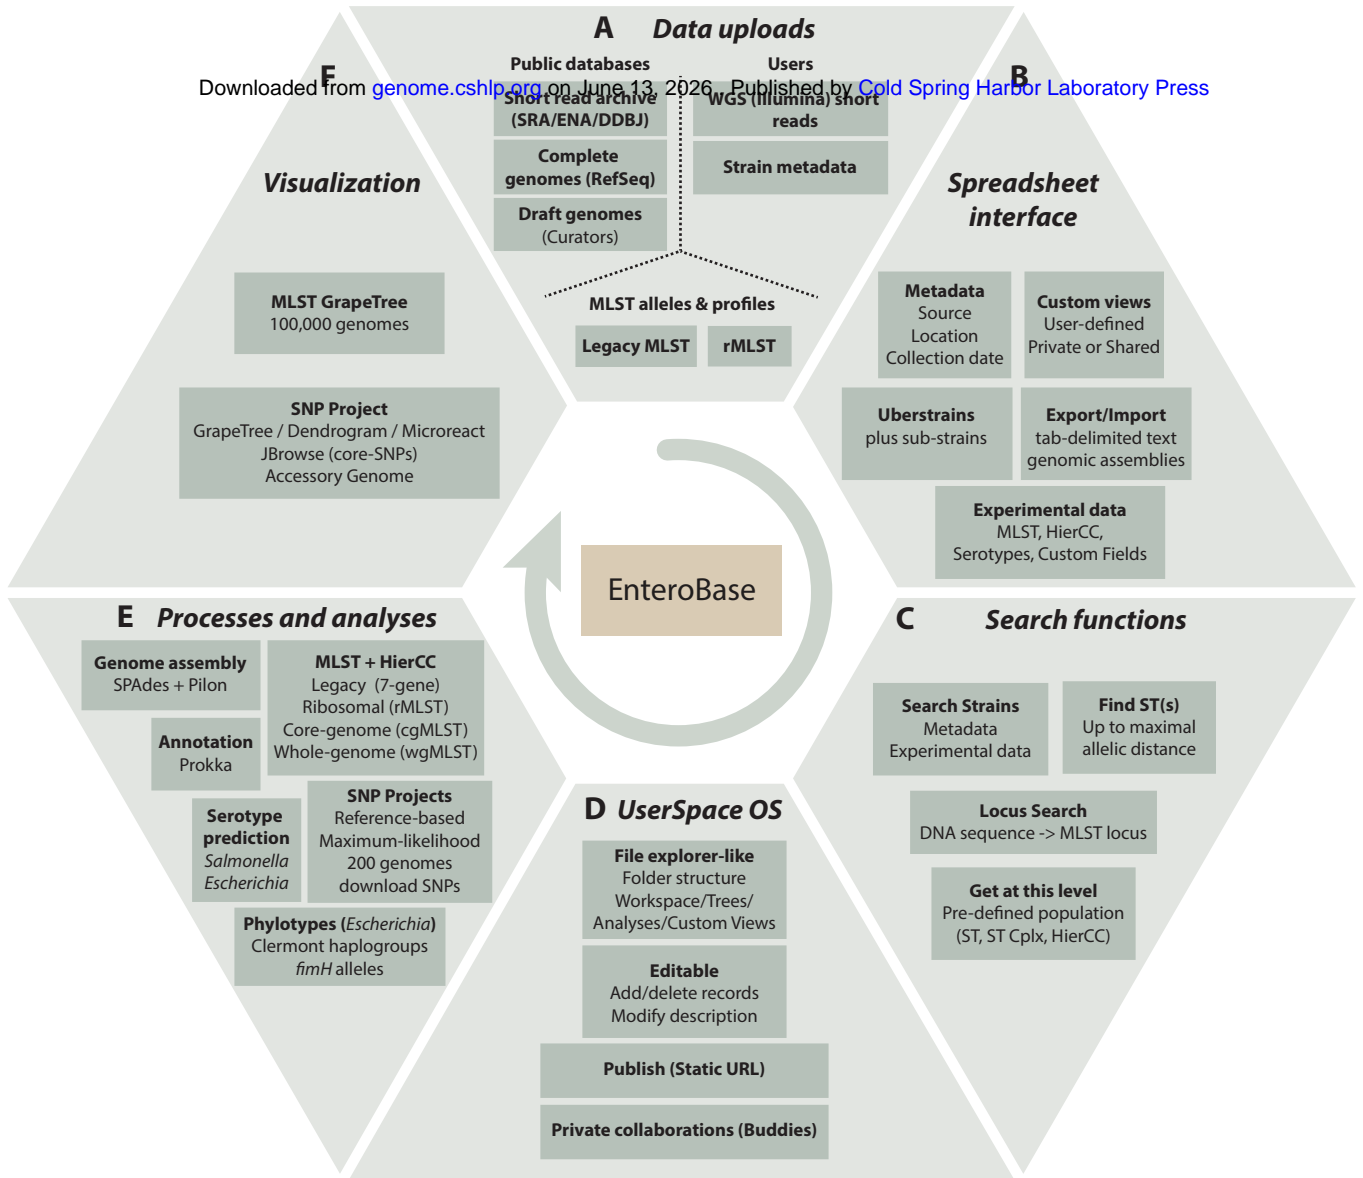 A Data uploads
Public databases
Users
Downloaded from genome.cshlp.org on June 13, 2026 . Published by Cold Spring Harbor Laboratory Press
Short read archive
(SRA/ENA/DDBJ)
Complete
genomes (RefSeq)
Draft genomes
(Curators)
WGS (Illumina) short
reads
Strain metadata
MLST alleles & profiles
Legacy MLST
rMLST
B
Spreadsheet
interface
Metadata
Source
Location
Collection date
Custom views
User-defined
Private or Shared
Uberstrains
plus sub-strains
Export/Import
tab-delimited text
genomic assemblies
Experimental data
MLST, HierCC,
Serotypes, Custom Fields
C Search functions
Search Strains
Metadata
Experimental data
Find ST(s)
Up to maximal
allelic distance
Locus Search
DNA sequence -> MLST locus
Get at this level
Pre-defined population
(ST, ST Cplx, HierCC)
D UserSpace OS
File explorer-like
Folder structure
Workspace/Trees/
Analyses/Custom Views
Editable
Add/delete records
Modify description
Publish (Static URL)
Private collaborations (Buddies)
E Processes and analyses
Genome assembly
SPAdes + Pilon
MLST + HierCC
Legacy (7-gene)
Ribosomal (rMLST)
Core-genome (cgMLST)
Whole-genome (wgMLST)
Annotation
Prokka
Serotype
prediction
Salmonella
Escherichia
SNP Projects
Reference-based
Maximum-likelihood
200 genomes
download SNPs
Phylotypes (Escherichia)
Clermont haplogroups
fimH alleles
F
Visualization
MLST GrapeTree
100,000 genomes
SNP Project
GrapeTree / Dendrogram / Microreact
JBrowse (core-SNPs)
Accessory Genome
EnteroBase